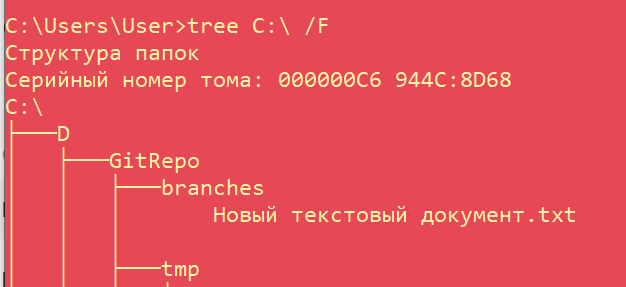 C:\Users\User>tree C:\ /F
Структура папок
Серийный номер тома: 000000C6 944C:8D68
C:\
├───D
│   ├───GitRepo
│   │   ├───branches
│   │   │       Новый текстовый документ.txt
│   │   │
│   │   ├───tmp